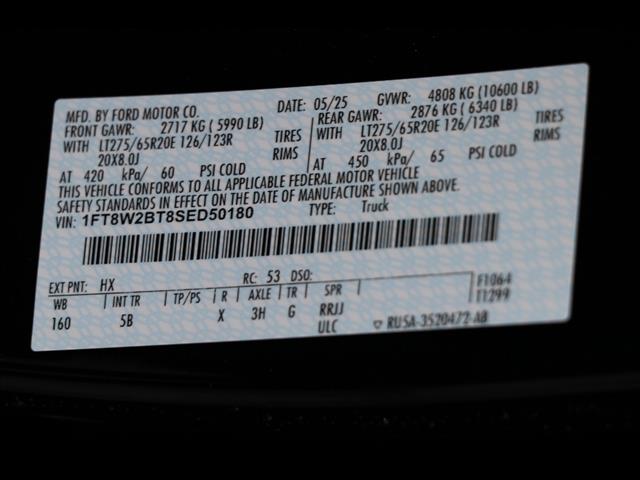 MFD. BY FORD MOTOR CO. DATE: 05/25 GVWR: 4808 KG (10600 LB)
FRONT GAWR: 2717 KG ( 5990 LB) REAR GAWR: 2876 KG ( 6340 LB)
WITH LT275/65R20E 126/123R TIRES WITH LT275/65R20E 126/123R TIRES
20X8.0J RIMS 20X8.0J RIMS
AT 420 kPa/ 60 PSI COLD AT 450 kPa/ 65 PSI COLD
THIS VEHICLE CONFORMS TO ALL APPLICABLE FEDERAL MOTOR VEHICLE
SAFETY STANDARDS IN EFFECT ON THE DATE OF MANUFACTURE SHOWN ABOVE.
VIN: 1FT8W2BT8SED50180 TYPE: Truck
EXT PNT: HX RC: 53 DSO: F1064
WB INT TR TP/PS R AXLE TR SPR T1299
160 5B X 3H G RRJJ
ULC RU5A-3520472-AB